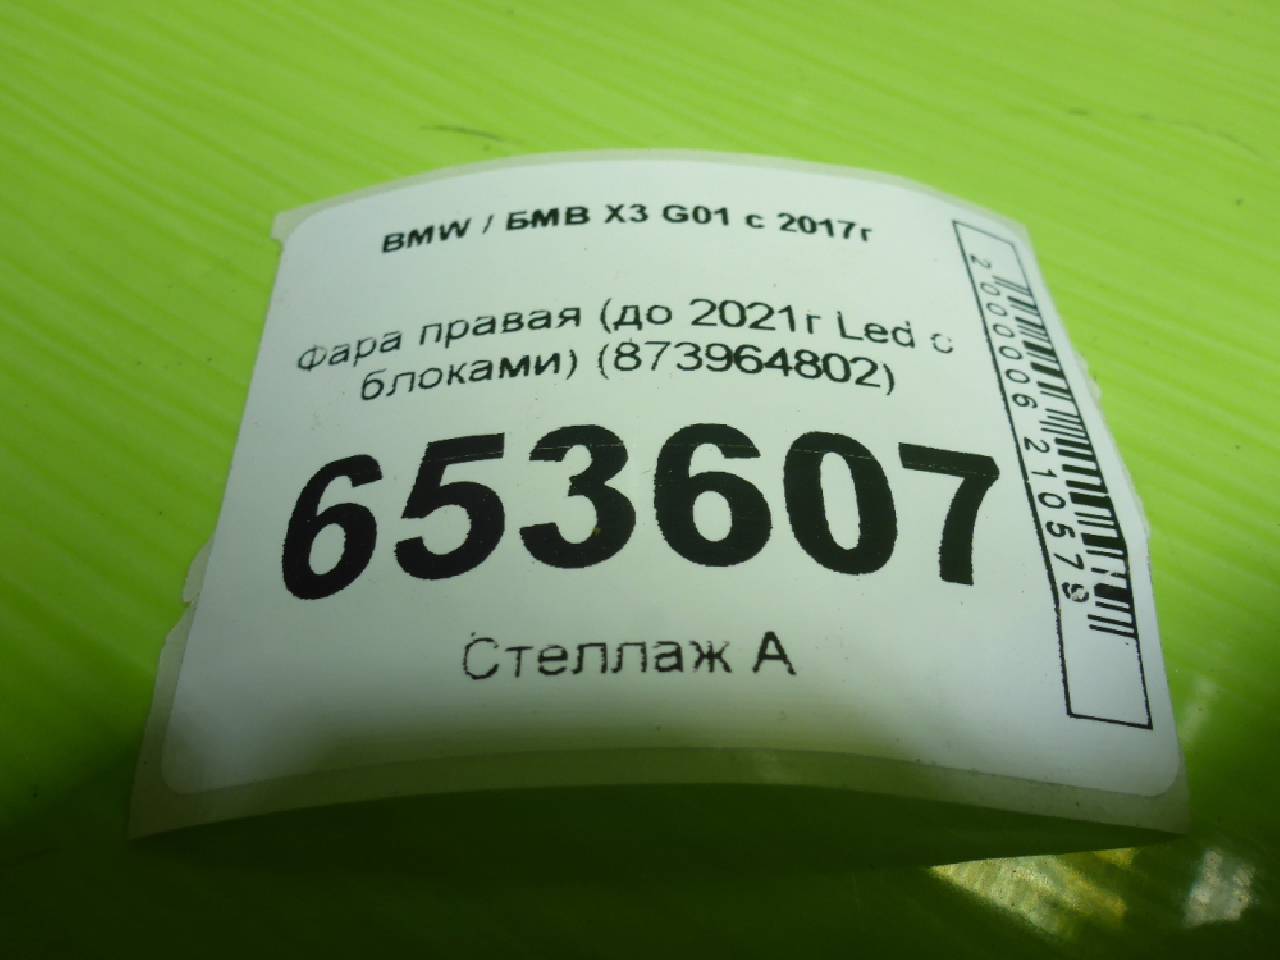 BMW / БМВ X3 G01 с 2017г
Фара правая (до 2021г Led с
блоками) (873964802)
653607
Стеллаж А
2000006210579